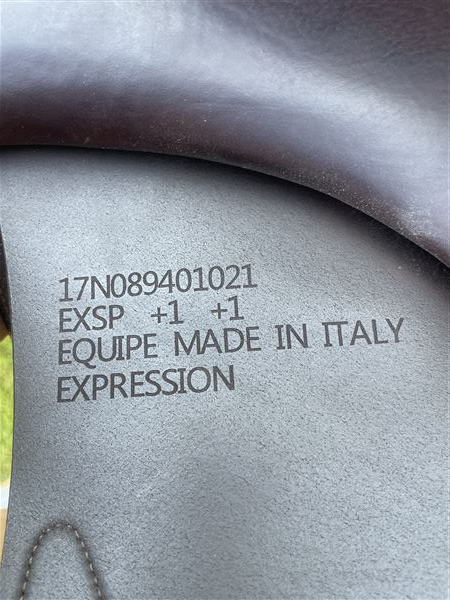 17N089401021
EXSP +1 +1
EQUIPE MADE IN ITALY
EXPRESSION